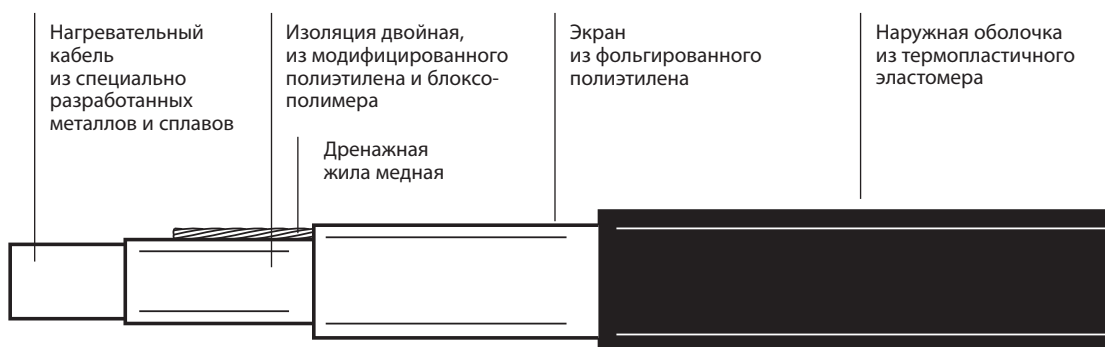 Нагревательный
кабель
из специально
разработанных
металлов и сплавов
Изоляция двойная,
из модифицированного
полиэтилена и блоксо-
полимера
Дренажная
жила медная
Экран
из фольгированного
полиэтилена
Наружная оболочка
из термопластичного
эластомера